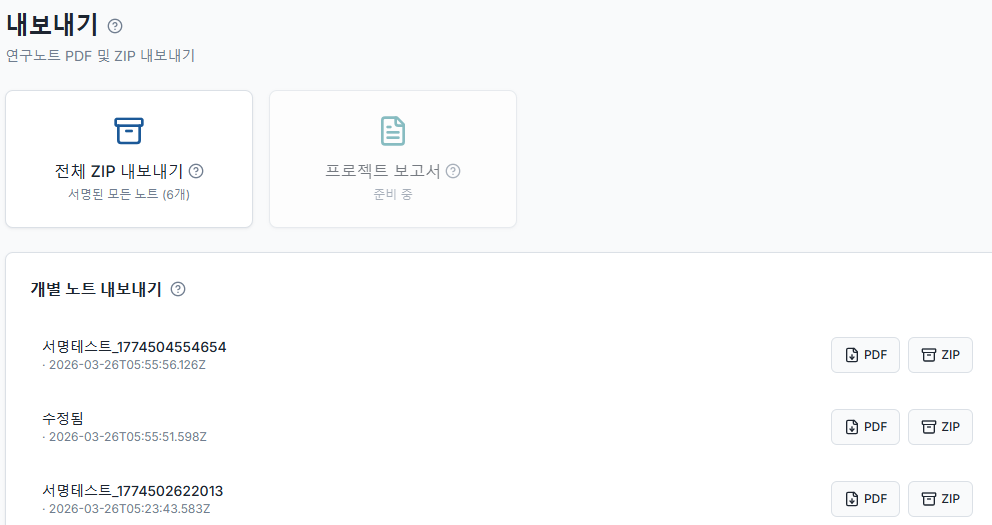 내보내기
연구노트 PDF 및 ZIP 내보내기
전체 ZIP 내보내기
서명된 모든 노트 (6개)
프로젝트 보고서
준비 중
개별 노트 내보내기
서명테스트_1774504554654
· 2026-03-26T05:55:56.126Z
PDF
ZIP
수정됨
· 2026-03-26T05:55:51.598Z
PDF
ZIP
서명테스트_1774502622013
· 2026-03-26T05:23:43.583Z
PDF
ZIP